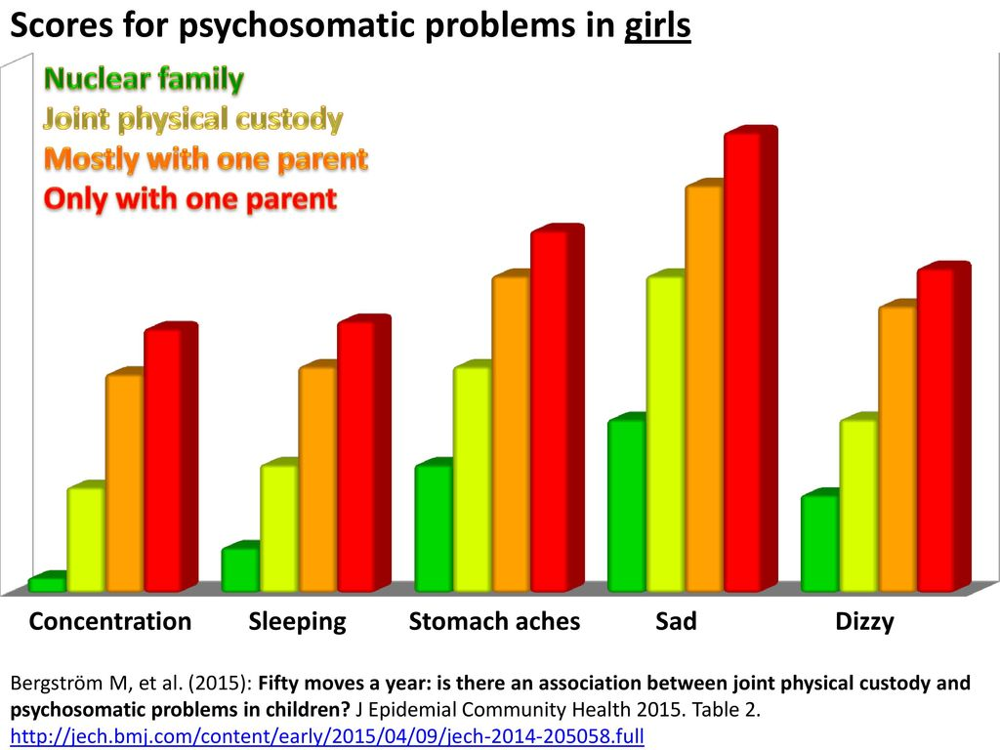 Scores for psychosomatic problems in girls
Nuclear family
Joint physical custody
Mostly with one parent
Only with one parent
Concentration Sleeping Stomach aches Sad Dizzy
Bergström M, et al. (2015): Fifty moves a year: is there an association between joint physical custody and
psychosomatic problems in children? J Epidemial Community Health 2015. Table 2.
http://jech.bmj.com/content/early/2015/04/09/jech-2014-205058.full